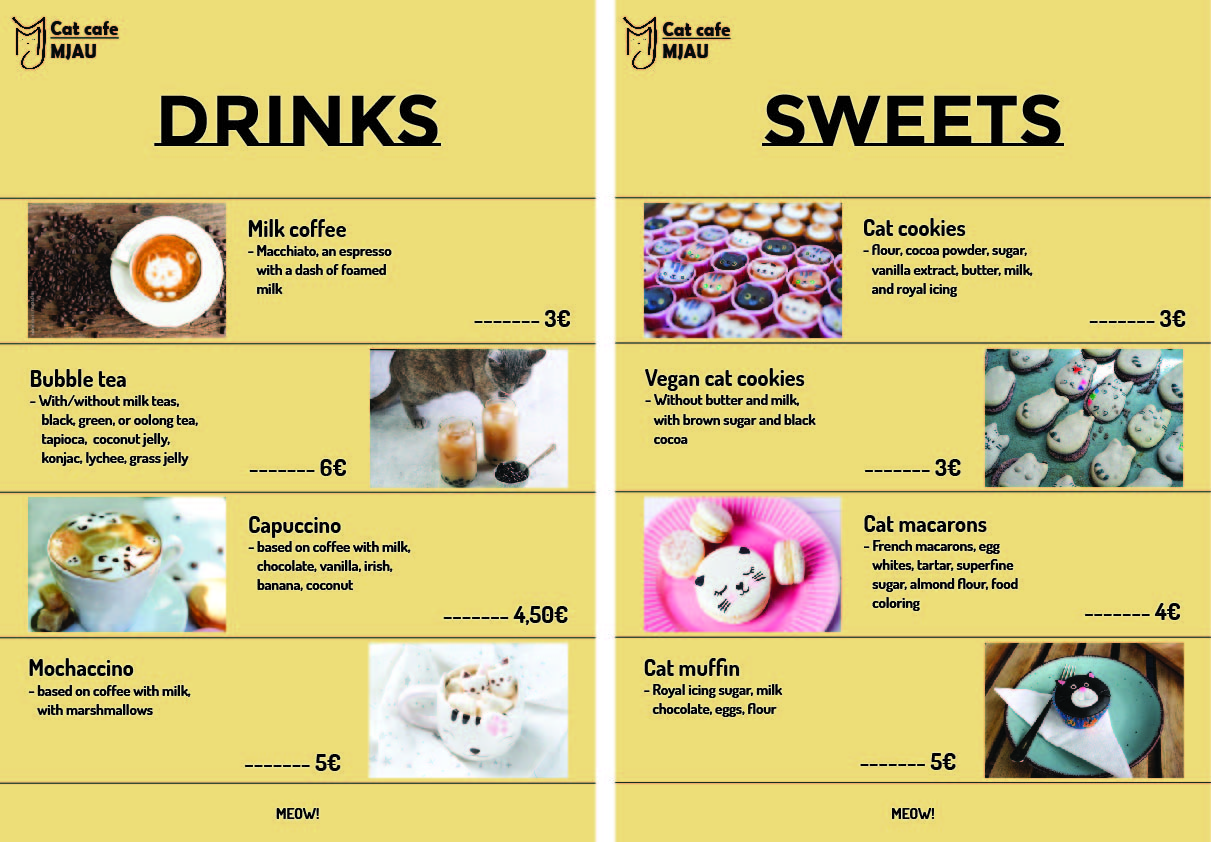 Cat cafe
MJAU
DRINKS
Milk coffee
- Macchiato, an espresso
with a dash of foamed
milk
------- 3€
Bubble tea
- With/without milk teas,
black, green, or oolong tea,
tapioca, coconut jelly,
konjac, lychee, grass jelly
------- 6€
Capuccino
- based on coffee with milk,
chocolate, vanilla, irish,
banana, coconut
------- 4,50€
Mochaccino
- based on coffee with milk,
with marshmallows
------- 5€
MEOW!
Cat cafe
MJAU
SWEETS
Cat cookies
- flour, cocoa powder, sugar,
vanilla extract, butter, milk,
and royal icing
------- 3€
Vegan cat cookies
- Without butter and milk,
with brown sugar and black
cocoa
------- 3€
Cat macarons
- French macarons, egg
whites, tartar, superfine
sugar, almond flour, food
coloring
------- 4€
Cat muffin
- Royal icing sugar, milk
chocolate, eggs, flour
------- 5€
MEOW!